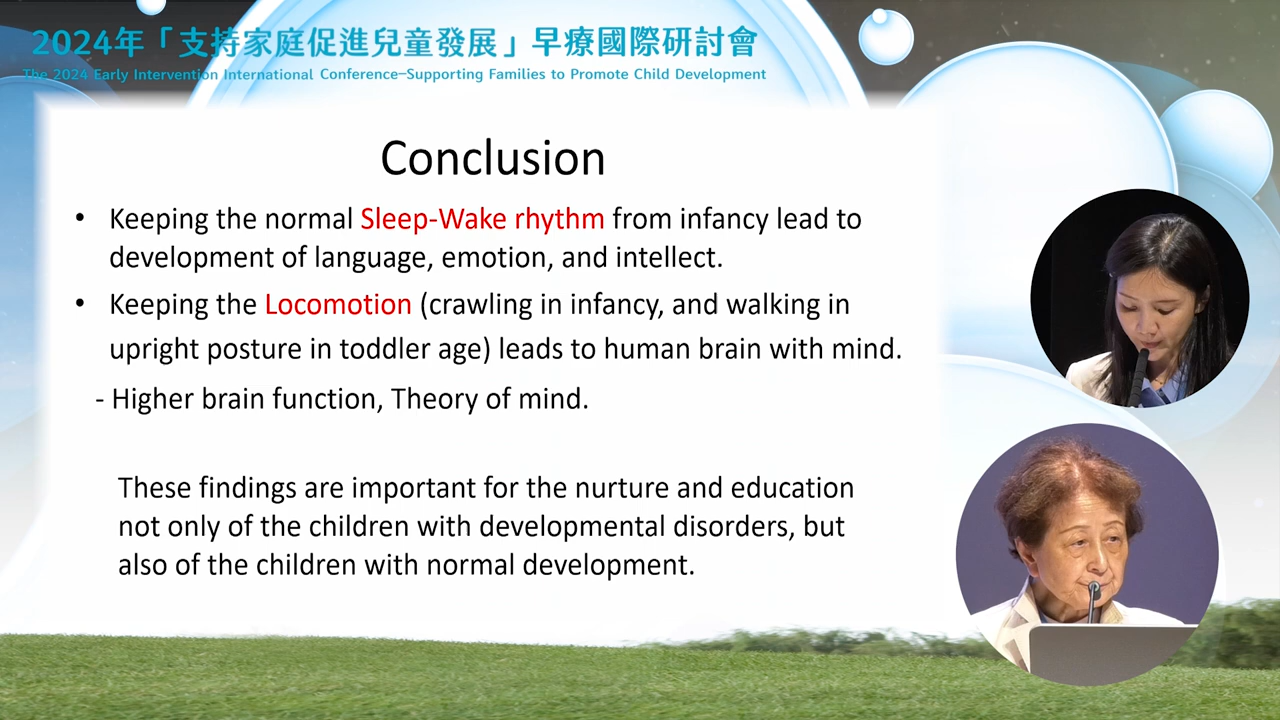 2024年「支持家庭促進兒童發展」早療國際研討會
The 2024 Early Intervention International Conference—Supporting Families to Promote Child Development
Conclusion
• Keeping the normal Sleep-Wake rhythm from infancy lead to
development of language, emotion, and intellect.
• Keeping the Locomotion (crawling in infancy, and walking in
upright posture in toddler age) leads to human brain with mind.
- Higher brain function, Theory of mind.
These findings are important for the nurture and education
not only of the children with developmental disorders, but
also of the children with normal development.